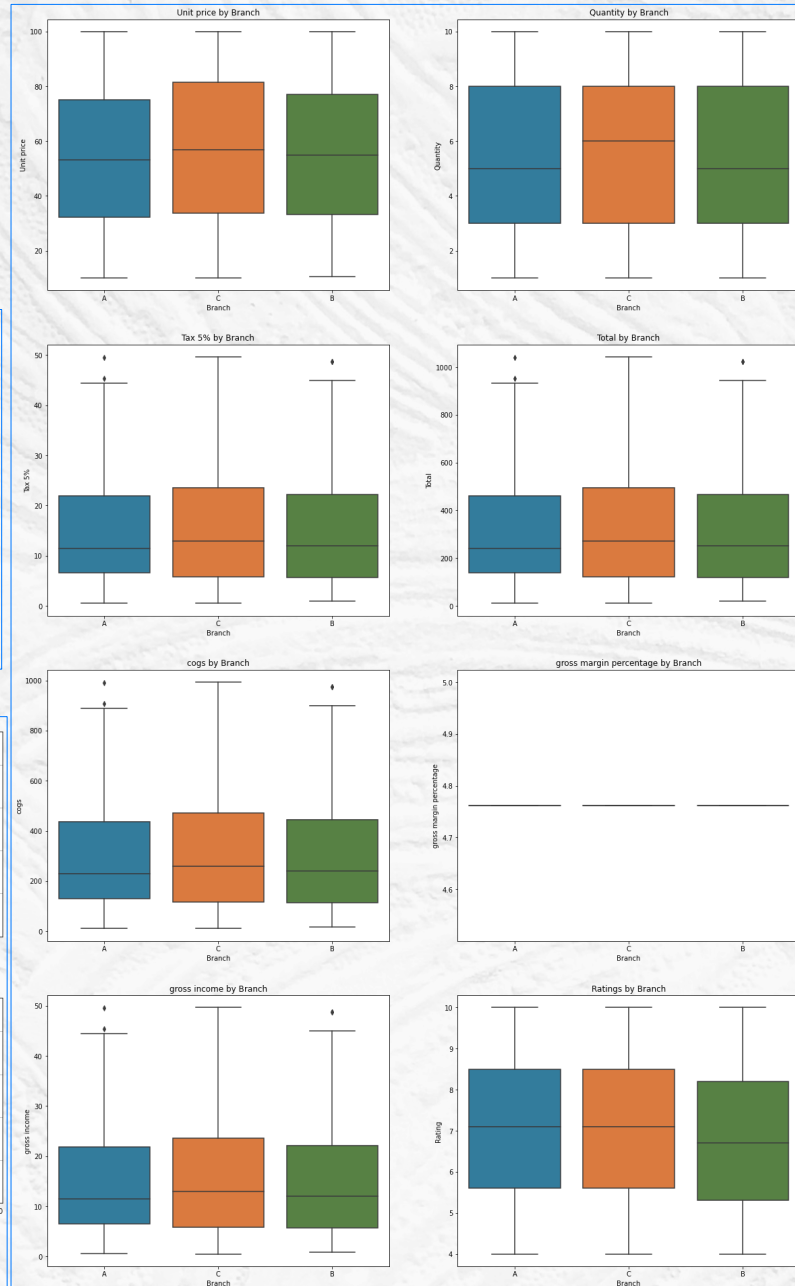 Unit price by Branch
Unit price
100
80
60
40
20
A C B
Branch
Quantity by Branch
Quantity
10
8
6
4
2
A C B
Branch
Tax 5% by Branch
Tax 5%
50
40
30
20
10
0
A C B
Branch
Total by Branch
Total
1000
800
600
400
200
0
A C B
Branch
cogs by Branch
cogs
1000
800
600
400
200
0
A C B
Branch
gross margin percentage by Branch
gross margin percentage
5.0
4.9
4.8
4.7
4.6
A C B
Branch
gross income by Branch
gross income
50
40
30
20
10
0
A C B
Branch
Ratings by Branch
Rating
10
9
8
7
6
5
4
A C B
Branch